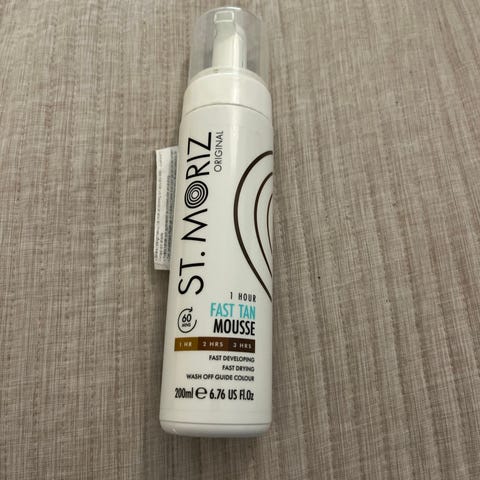 ST. MORIZ
ORIGINAL
1 HOUR
FAST TAN
MOUSSE
60
MINS
1 HR 2 HRS 3 HRS
FAST DEVELOPING
FAST DRYING
WASH OFF GUIDE COLOUR
200ml ℮ 6.76 US Fl.Oz